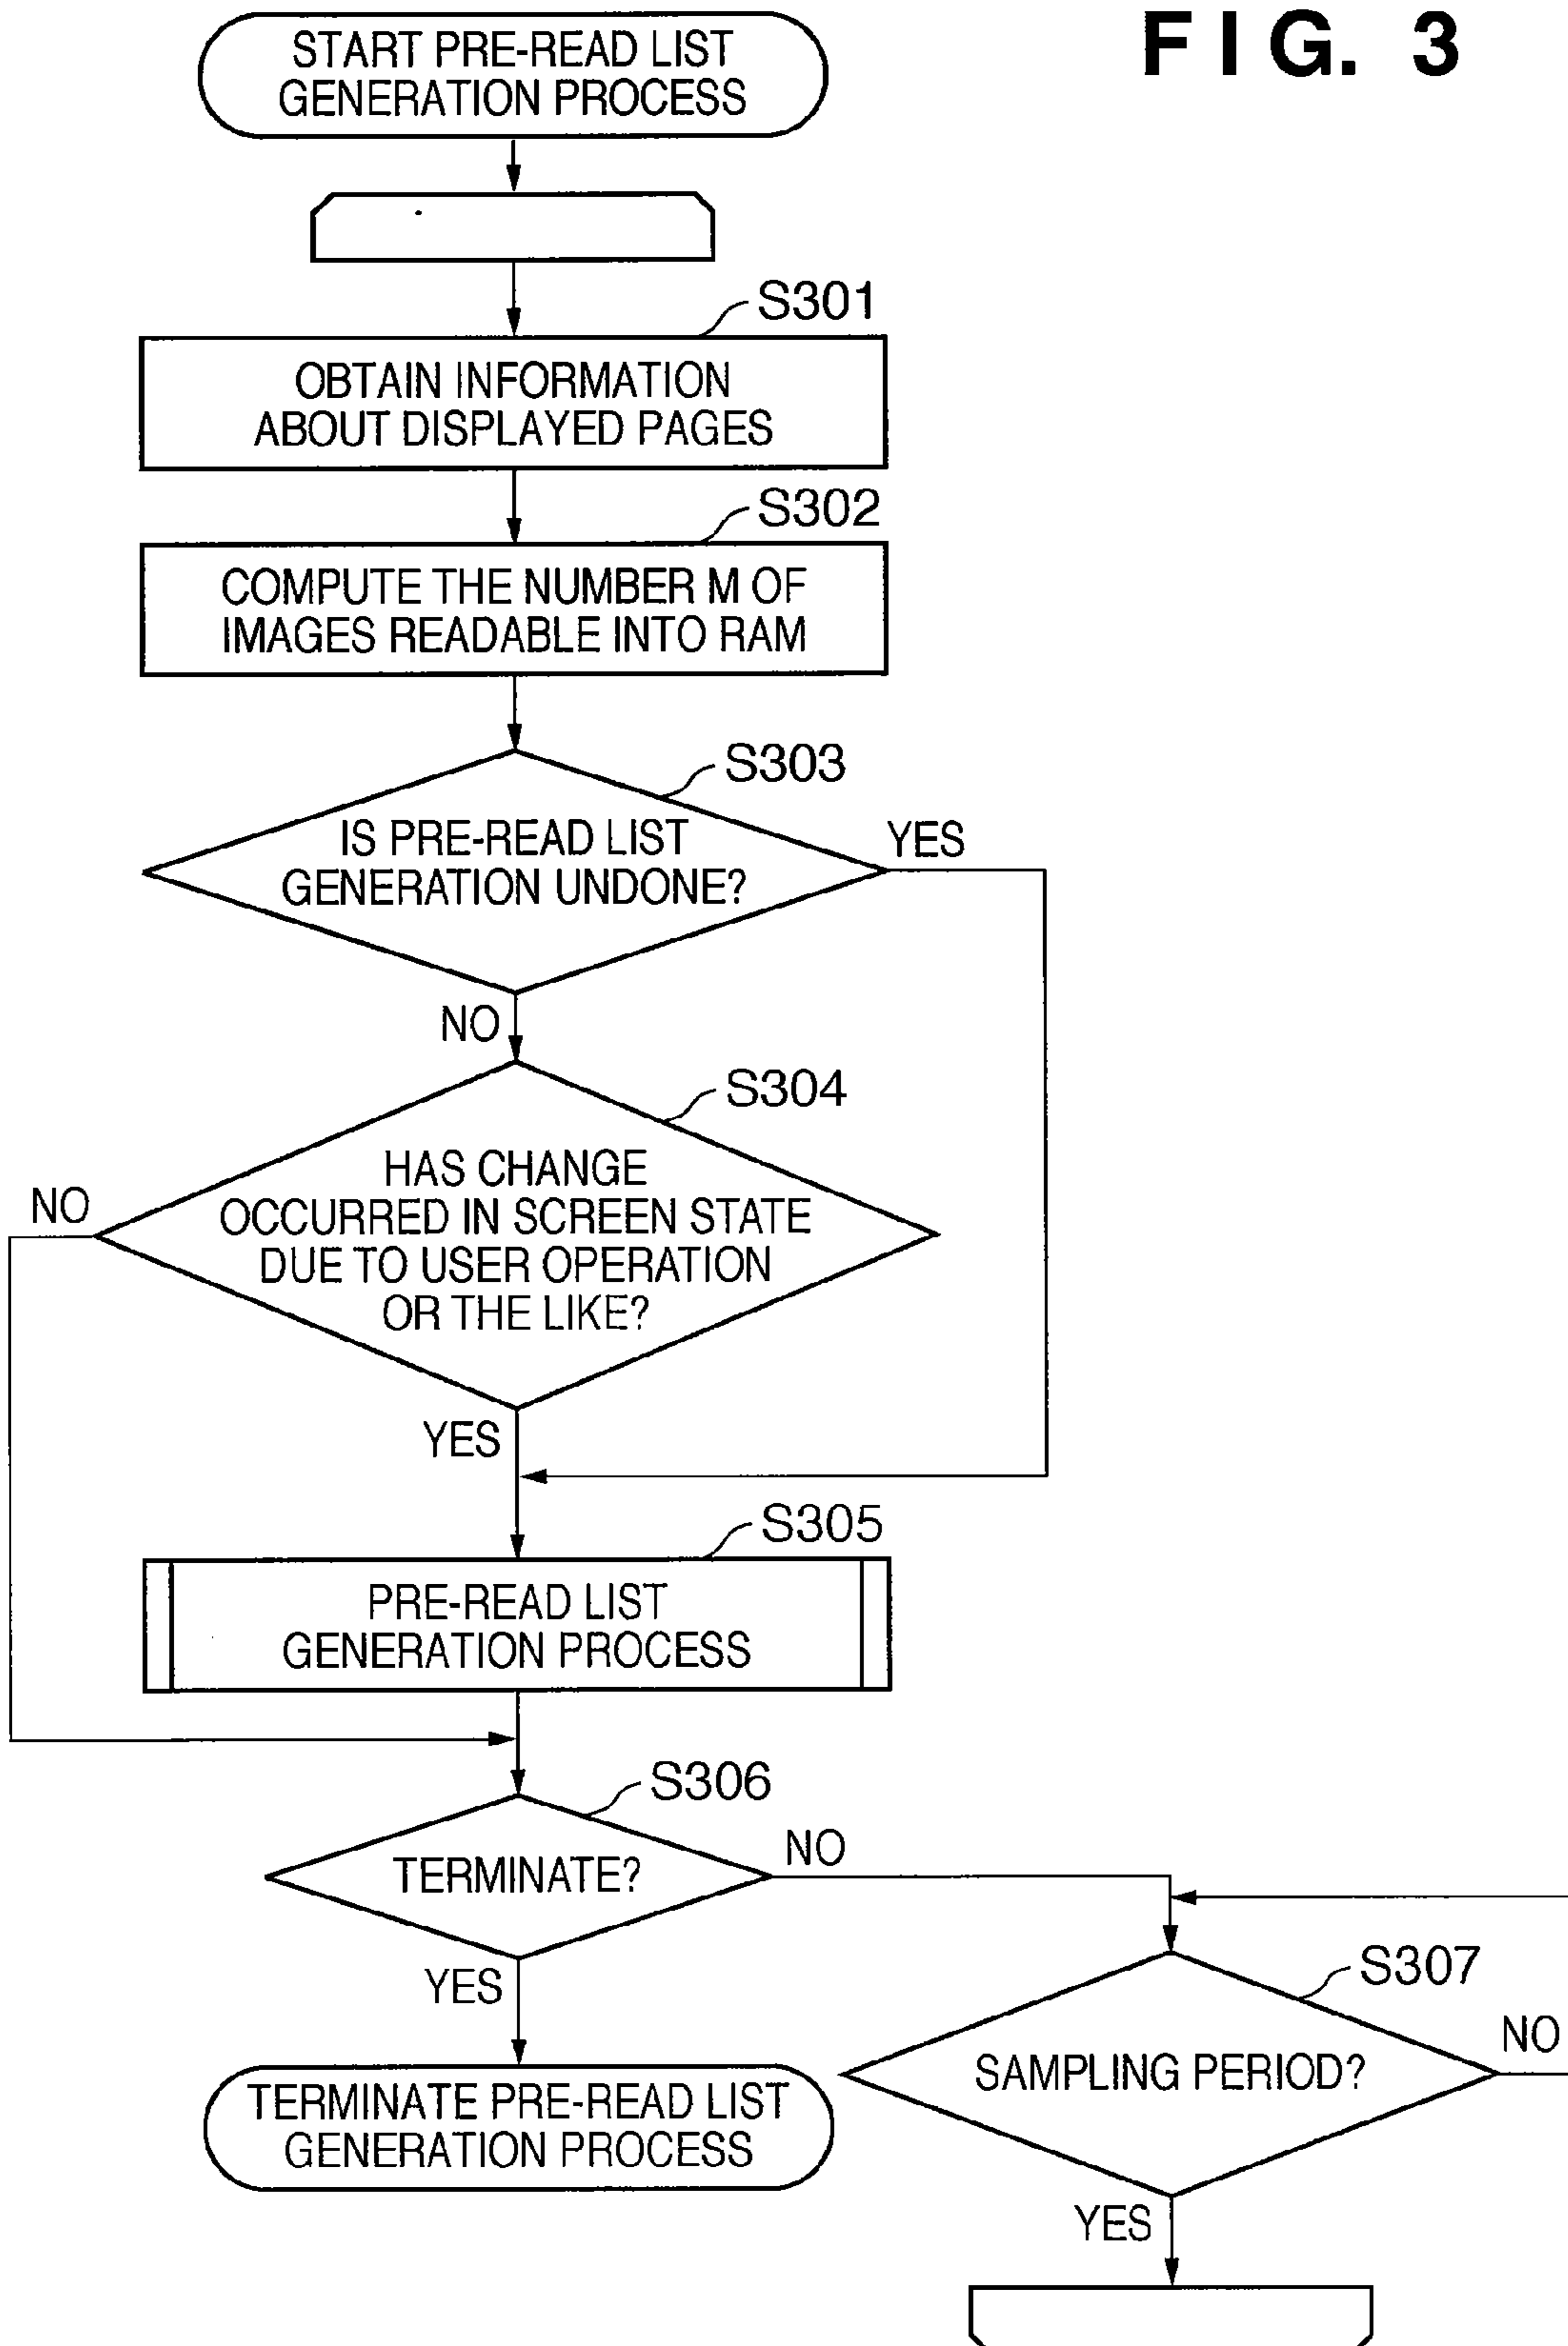 FIG. 3
START PRE-READ LIST
GENERATION PROCESS
S301
OBTAIN INFORMATION
ABOUT DISPLAYED PAGES
S302
COMPUTE THE NUMBER M OF
IMAGES READABLE INTO RAM
S303
IS PRE-READ LIST
GENERATION UNDONE?
YES
NO
S304
HAS CHANGE
OCCURRED IN SCREEN STATE
DUE TO USER OPERATION
OR THE LIKE?
NO
YES
S305
PRE-READ LIST
GENERATION PROCESS
S306
TERMINATE?
NO
YES
S307
SAMPLING PERIOD?
NO
TERMINATE PRE-READ LIST
GENERATION PROCESS
YES